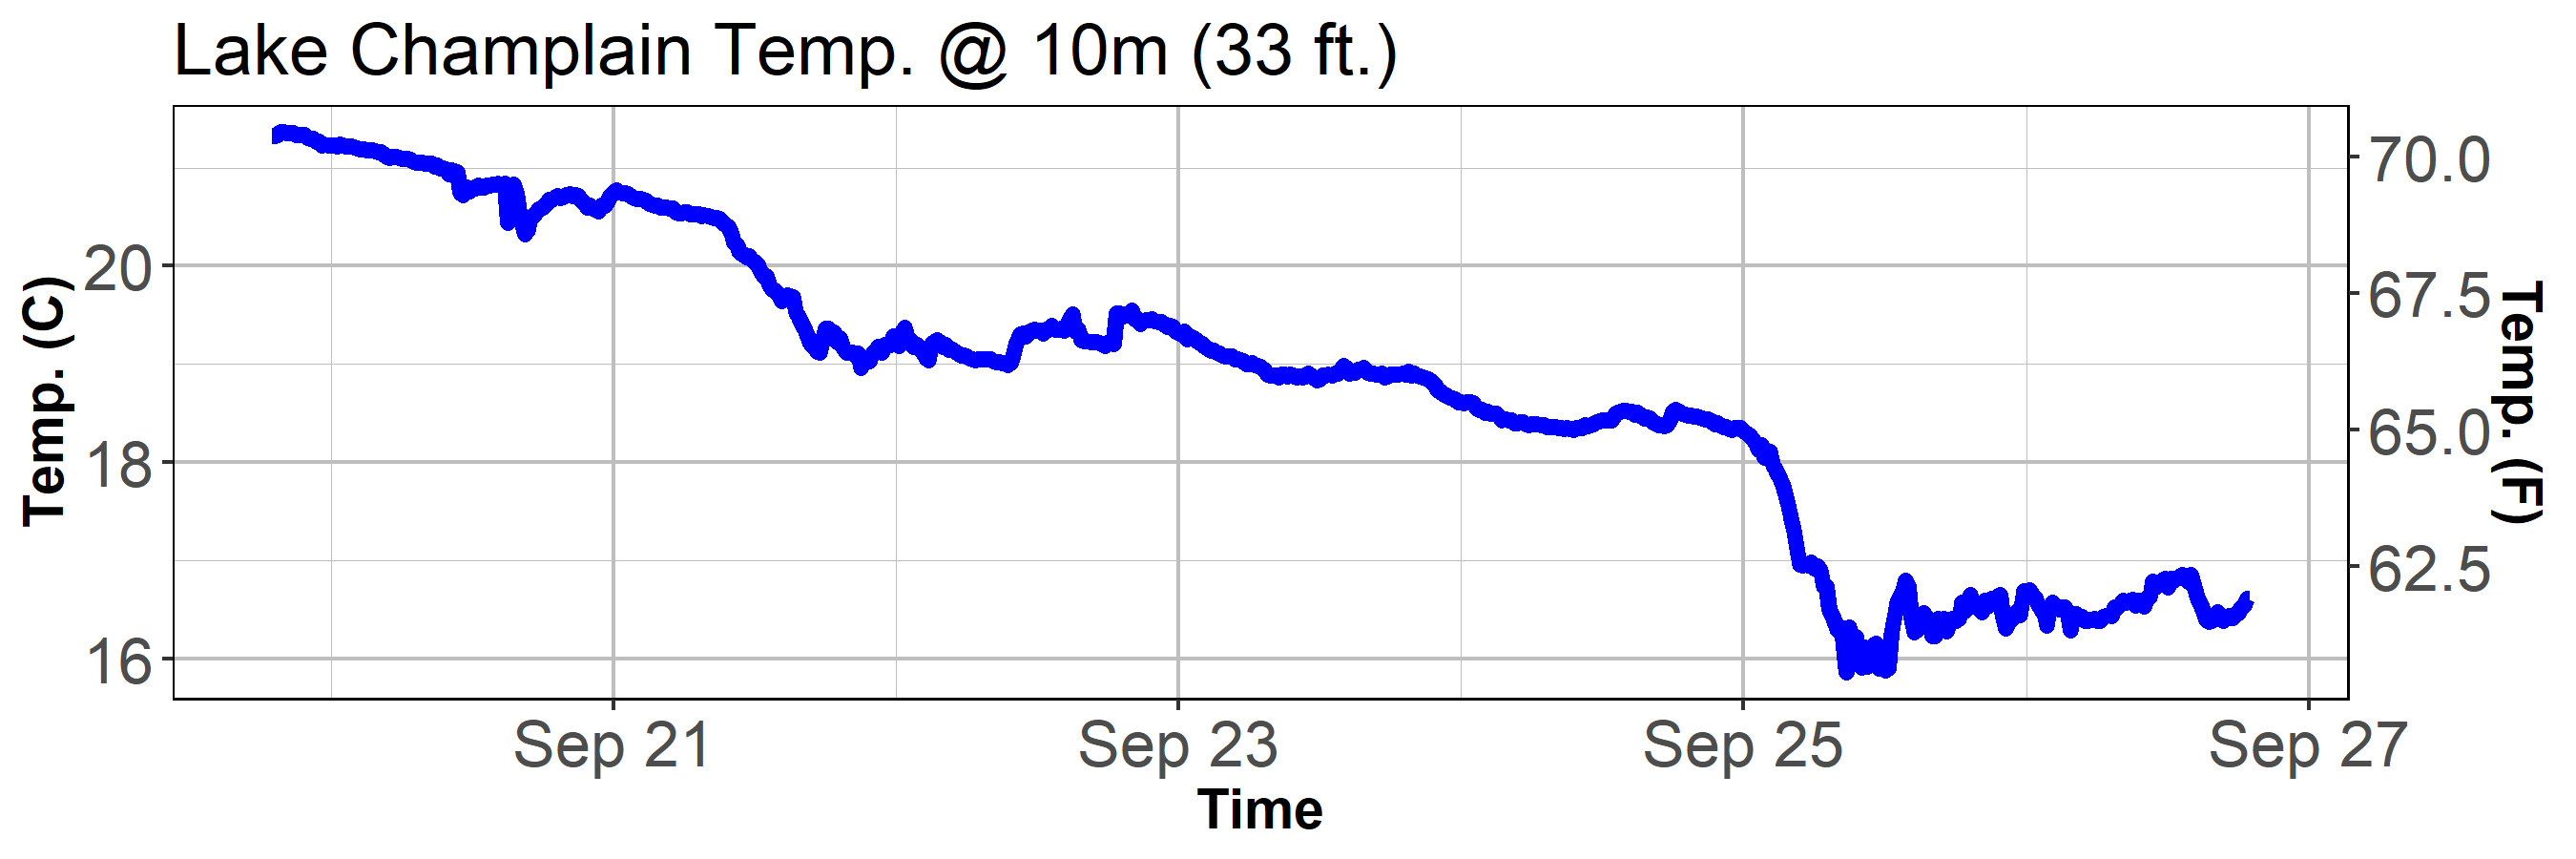 Lake Champlain Temp. @ 10m (33 ft.)
Temp. (C)
20
18
16
70.0
67.5
65.0
62.5
Temp. (F)
Sep 21
Sep 23
Sep 25
Sep 27
Time